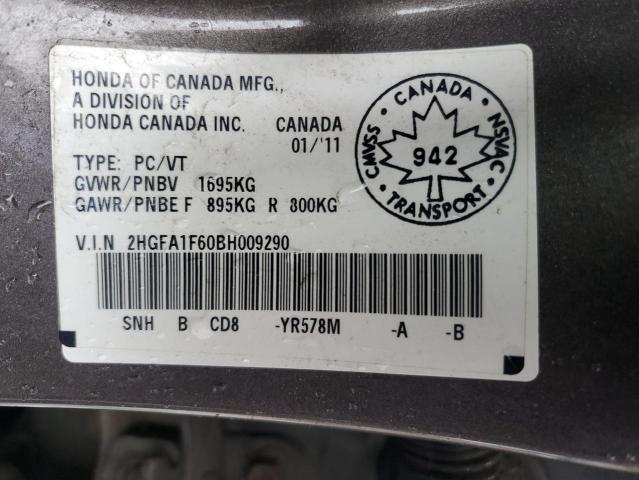 HONDA OF CANADA MFG.,
A DIVISION OF
HONDA CANADA INC. CANADA
01/'11
TYPE: PC/VT
GVWR/PNBV 1695KG
GAWR/PNBE F 895KG R 800KG
V.I.N 2HGFA1F60BH009290
SNH B CD8 -YR578M -A -B
CANADA
CMVSS 942 NSVAC
TRANSPORT